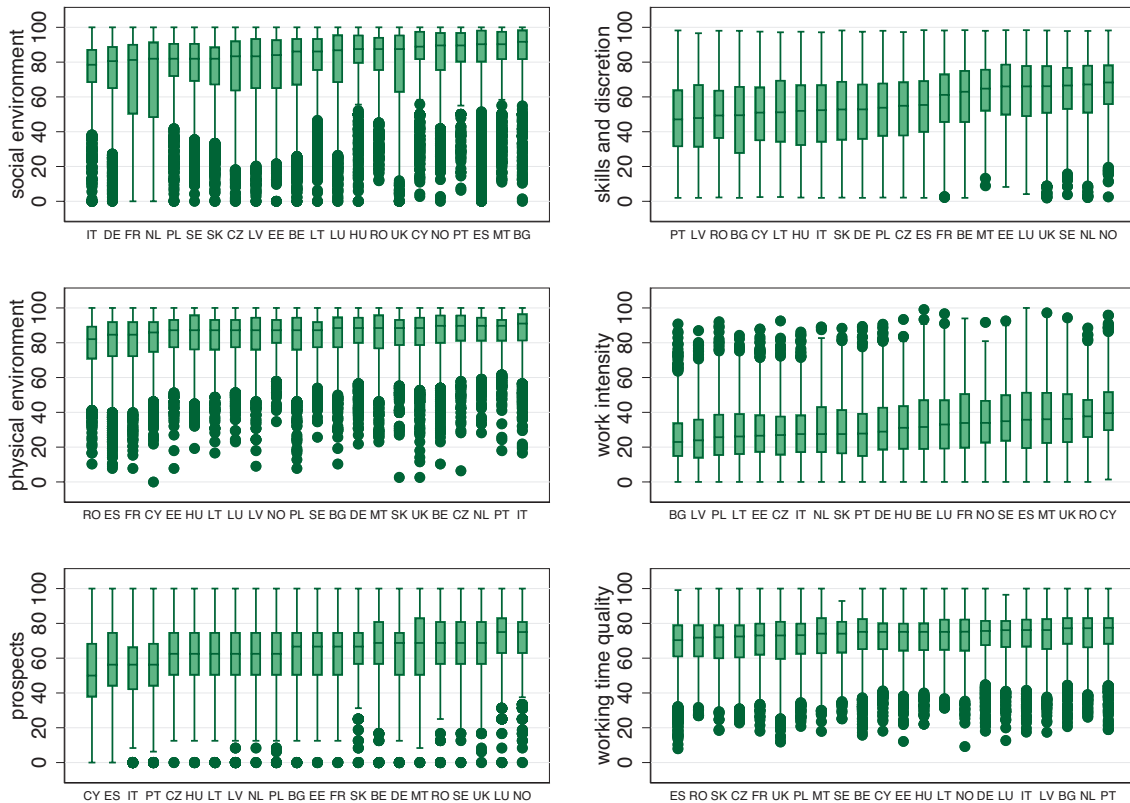 social environment
0 20 40 60 80 100
IT DE FR NL PL SE SK CZ LV EE BE LT LU HU RO UK CY NO PT ES MT BG
skills and discretion
0 20 40 60 80 100
PT LV RO BG CY LT HU IT SK DE PL CZ ES FR BE MT EE LU UK SE NL NO
physical environment
0 20 40 60 80 100
RO ES FR CY EE HU LT LU LV NO PL SE BG DE MT SK UK BE CZ NL PT IT
work intensity
0 20 40 60 80 100
BG LV PL LT EE CZ IT NL SK PT DE HU BE LU FR NO SE ES MT UK RO CY
prospects
0 20 40 60 80 100
CY ES IT PT CZ HU LT LV NL PL BG EE FR SK BE DE MT RO SE UK LU NO
working time quality
0 20 40 60 80 100
ES RO SK CZ FR UK PL MT SE BE CY EE HU LT NO DE LU IT LV BG NL PT